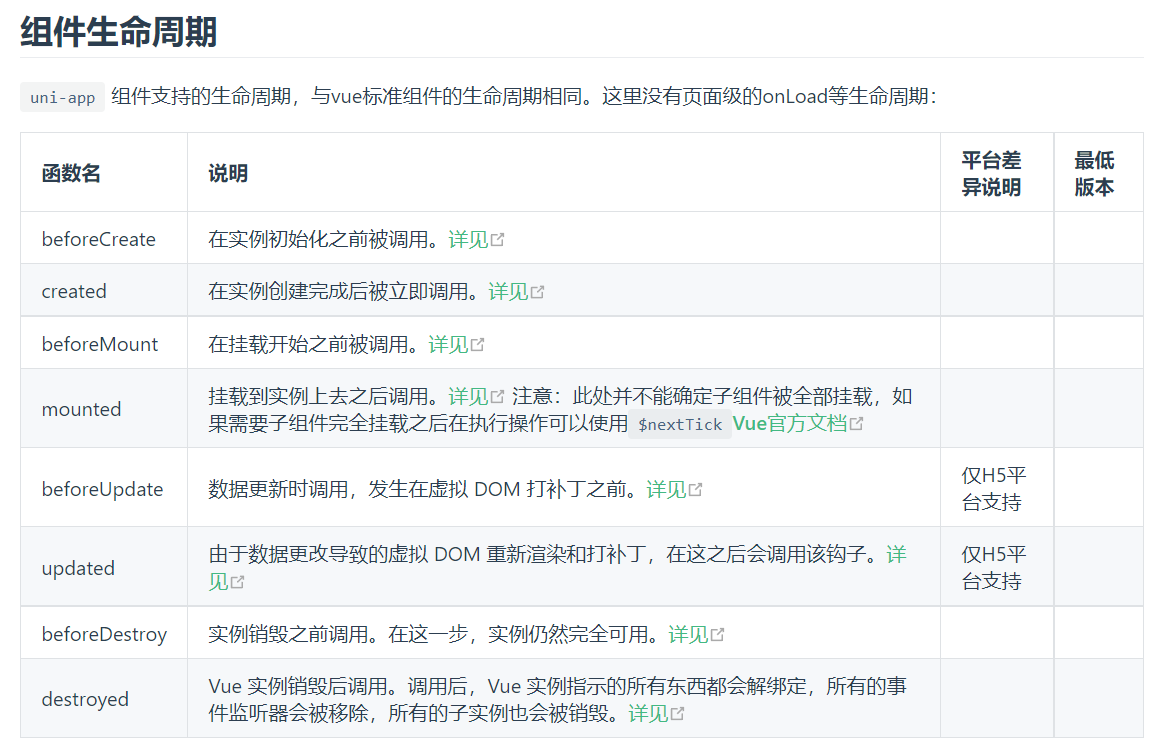 组件生命周期
uni-app 组件支持的生命周期，与vue标准组件的生命周期相同。这里没有页面级的onLoad等生命周期：
函数名 说明 平台差异说明 最低版本
beforeCreate 在实例初始化之前被调用。详见
created 在实例创建完成后被立即调用。详见
beforeMount 在挂载开始之前被调用。详见
mounted 挂载到实例上去之后调用。详见 注意：此处并不能确定子组件被全部挂载，如
果需要子组件完全挂载之后在执行操作可以使用 $nextTick Vue官方文档
beforeUpdate 数据更新时调用，发生在虚拟 DOM 打补丁之前。详见 仅H5平台支持
updated 由于数据更改导致的虚拟 DOM 重新渲染和打补丁，在这之后会调用该钩子。详
见 仅H5平台支持
beforeDestroy 实例销毁之前调用。在这一步，实例仍然完全可用。详见
destroyed Vue 实例销毁后调用。调用后，Vue 实例指示的所有东西都会解绑定，所有的事
件监听器会被移除，所有的子实例也会被销毁。详见